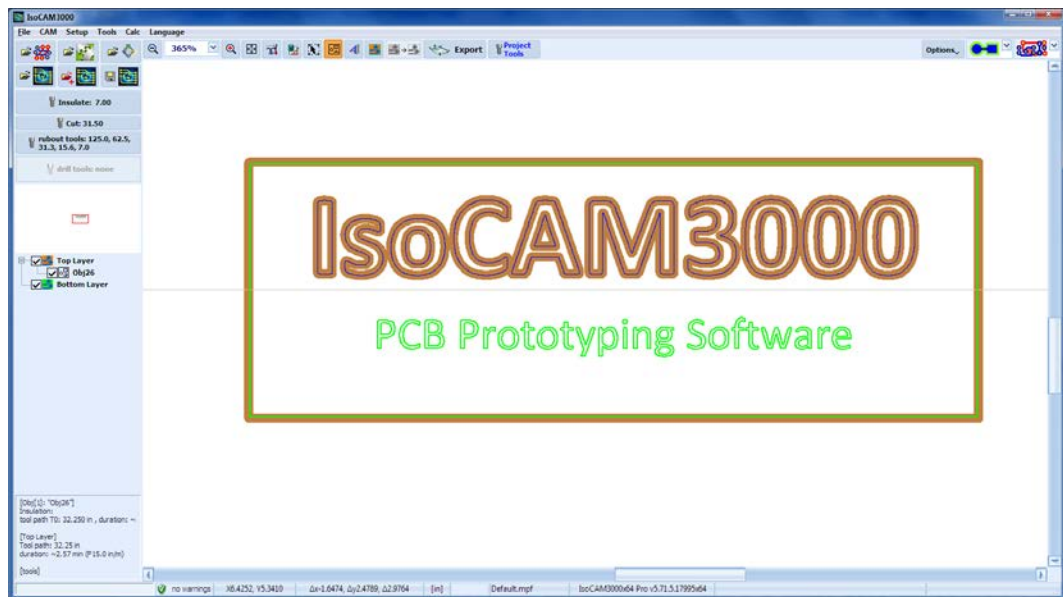 IsoCAM3000
File CAM Setup Tools Calc Language
365% Export Project Tools Options
Insulate: 7.00
Cut: 31.50
rubout tools: 125.0, 62.5,
31.3, 15.6, 7.0
drill tools: none
Top Layer
Obj26
Bottom Layer
IsoCAM3000
PCB Prototyping Software
[Obj[1]: "Obj26"]
Insulation:
tool path T0: 32.250 in , duration: ~
[Top Layer]
Tool path: 32.25 in
duration: ~2.57 min (F15.0 in/m)
[tools]
no warnings X6.4252, Y5.3410 Δx-1.6474, Δy2.4789, Δ2.9764 [in] Default.mpf IsoCAM3000x64 Pro v5.71.5.17995x64